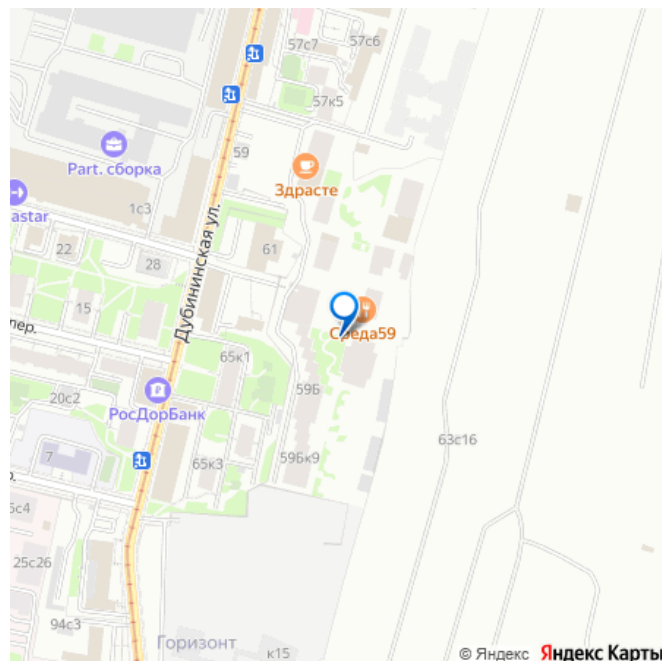 57с7
57с6
57к5
59
Part. сборка
Здрасте
1с3
astar
Дубининская ул.
22
28
61
15
пер.
Среда59
65к1
59Б
20с2
РосДорБанк
63с16
7
65к3
59Бк9
р.
5с4
25с26
94с3
Горизонт
к15
© Яндекс Яндекс Карты